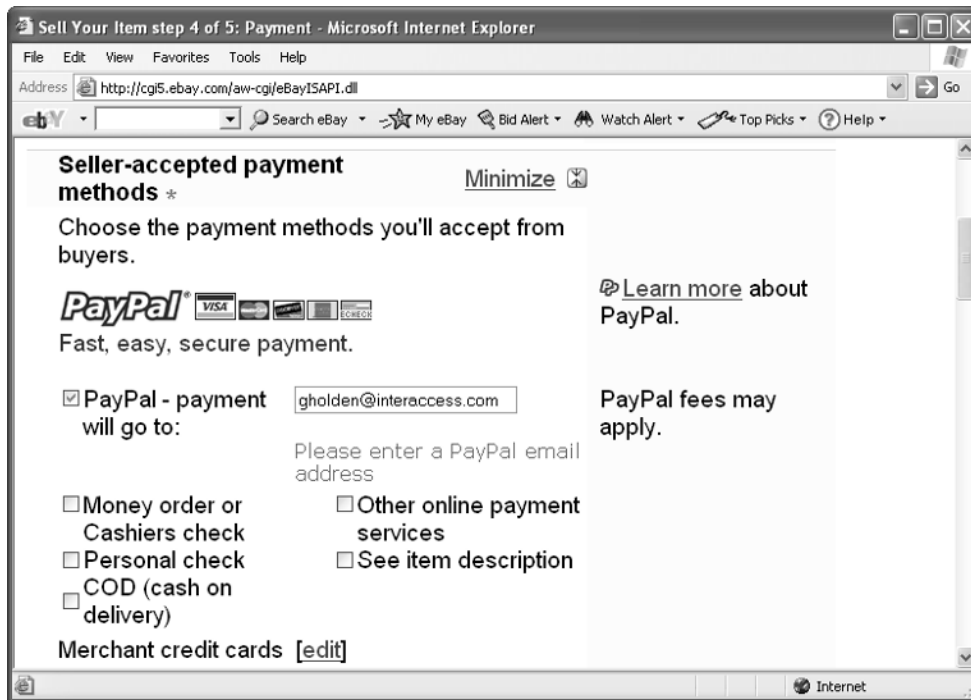 Sell Your Item step 4 of 5: Payment - Microsoft Internet Explorer
File Edit View Favorites Tools Help
Address http://cgi5.ebay.com/aw-cgi/eBayISAPI.dll Go
ebY Search eBay My eBay Bid Alert Watch Alert Top Picks Help
Seller-accepted payment
methods *
Minimize
Choose the payment methods you'll accept from
buyers.
PayPal® VISA ECHECK
Fast, easy, secure payment.
Learn more about
PayPal.
PayPal - payment
will go to:
gholden@interaccess.com
Please enter a PayPal email
address
PayPal fees may
apply.
Money order or
Cashiers check
Other online payment
services
Personal check
See item description
COD (cash on
delivery)
Merchant credit cards [edit]
Internet